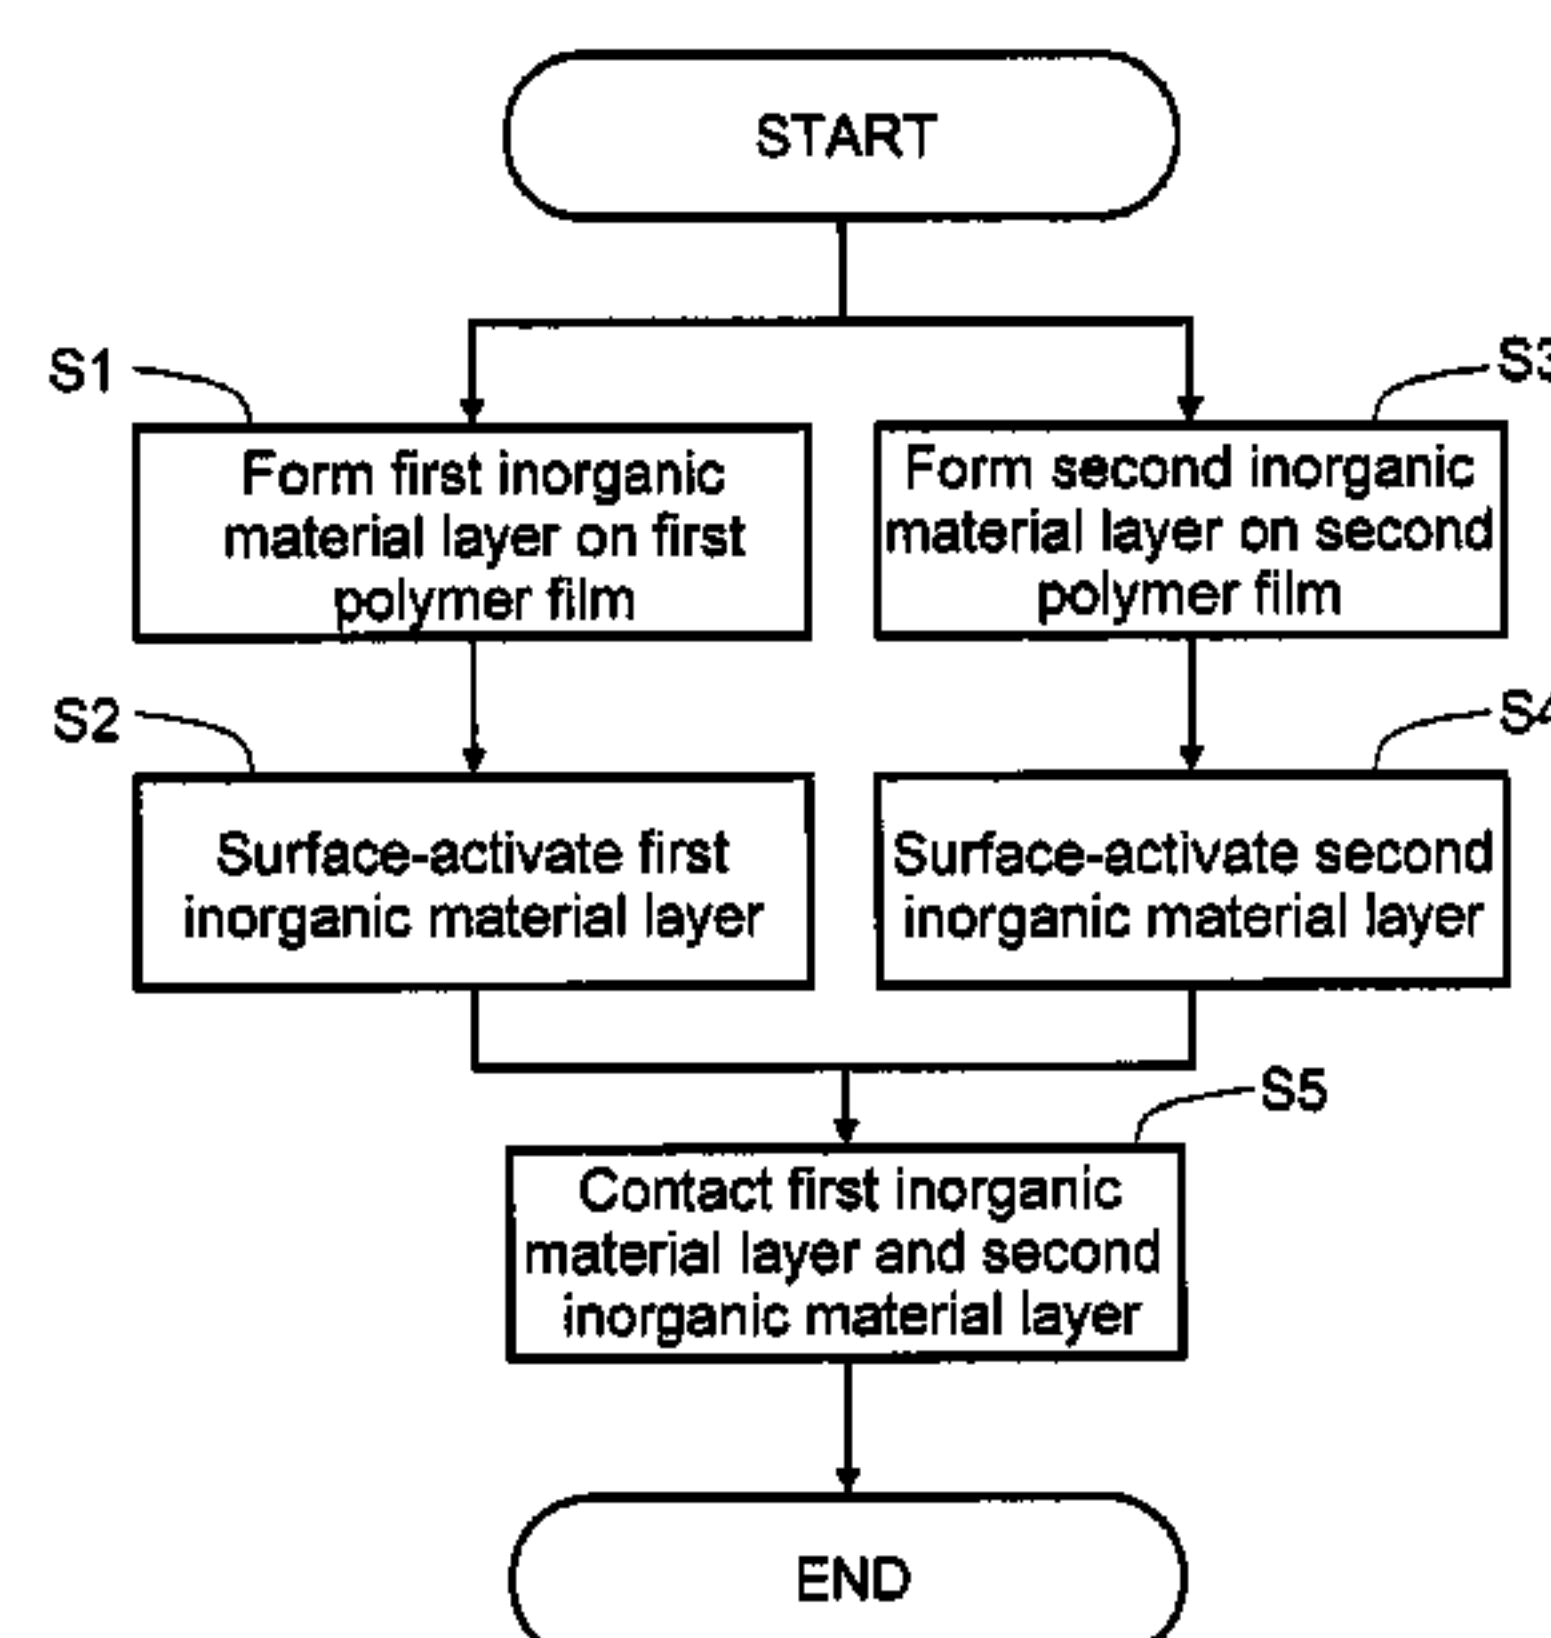 START
S1
Form first inorganic
material layer on first
polymer film
S3
Form second inorganic
material layer on second
polymer film
S2
Surface-activate first
inorganic material layer
S4
Surface-activate second
inorganic material layer
S5
Contact first inorganic
material layer and second
inorganic material layer
END